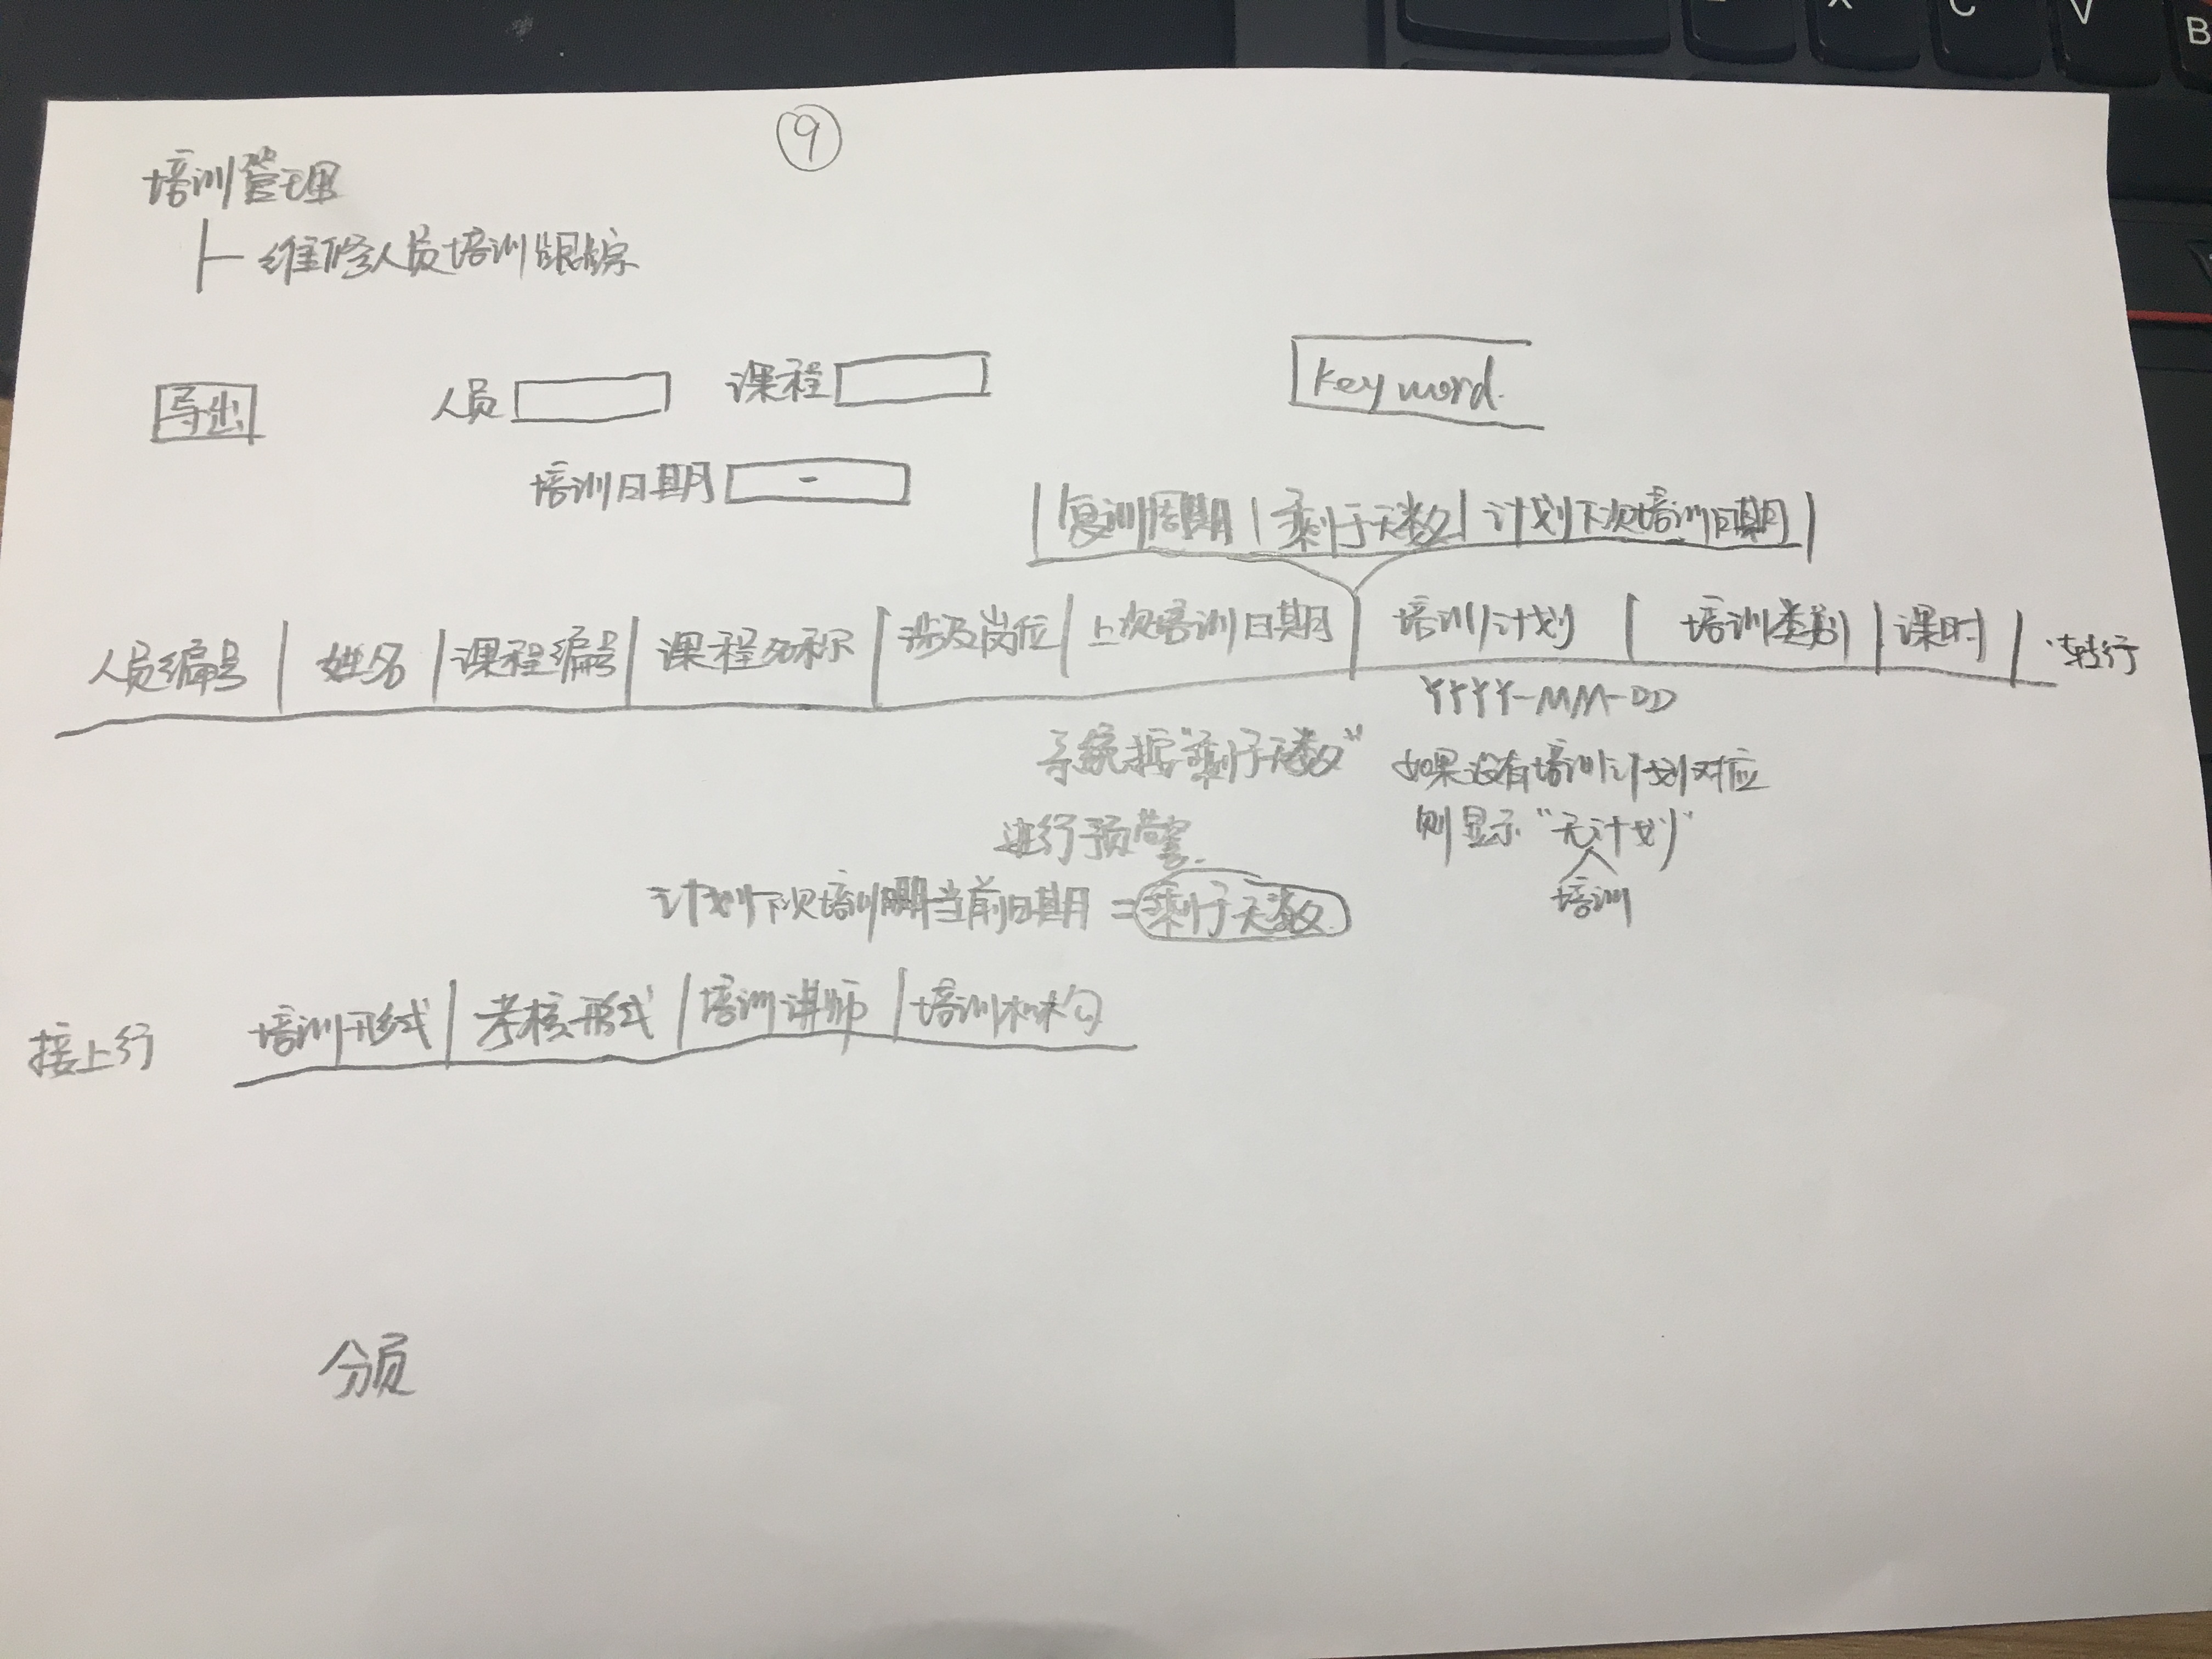 ⑨
培训管理
├ 维修人员培训跟踪
导出 人员 课程 keyword.
培训日期 -
| 复训周期 | 剩于天数 | 计划下次培训日期 |
人员编号 | 姓名 | 课程编号 | 课程名称 | 涉及岗位 | 上次培训日期 | 培训计划 | 培训类别 | 课时 | 转行
YYYY-MM-DD
系统按"剩于天数"
进行预警.
如果没有培训计划对应
则显示"无计划"
培训
计划下次培训日期-当前日期 = 剩于天数
接上行 培训形式 | 考核形式 | 培训讲师 | 培训机构
分页
X C V B